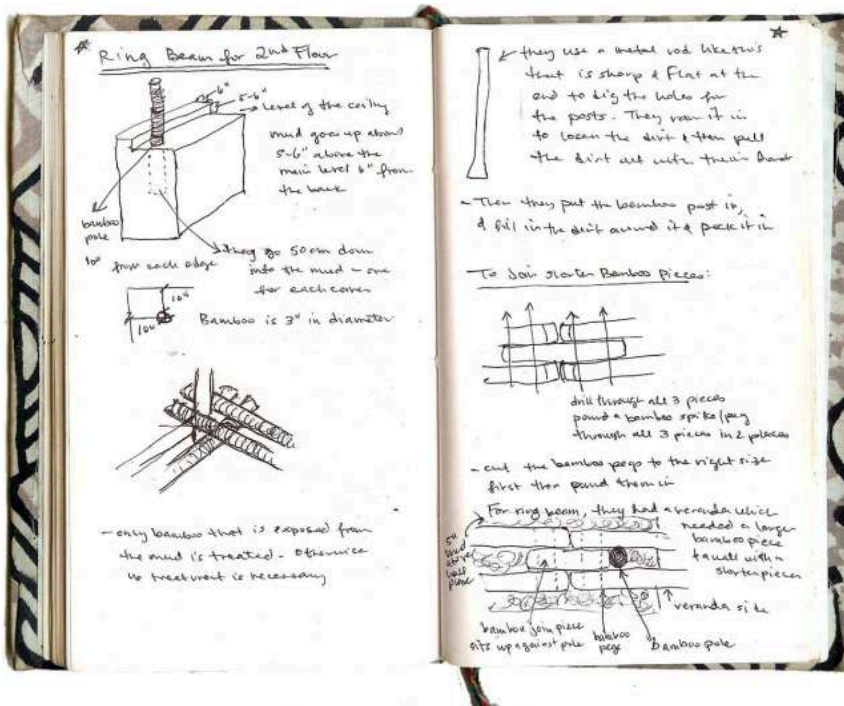 Ring Beam for 2nd Floor
6"
5-6"
Level of the ceiling
mud goes up about
5-6" above the
main level 6" from
the back
bamboo
pole
10"
from each edge
they go 50cm down
into the mud - one
for each corner
10"
10"
Bamboo is 3" in diameter
- only bamboo that is exposed from
the mud is treated - Otherwise
no treatment is necessary
they use a metal rod like this
that is sharp & flat at the
end to dig the holes for
the posts. They ram it in
to loosen the dirt & then pull
the dirt out with their hands
- Then they put the bamboo post in,
& fill in the dirt around it & pack it in
To Join shorter Bamboo pieces:
drill through all 3 pieces
pound a bamboo spike/peg
through all 3 pieces in 2 places
- cut the bamboo pegs to the right size
first then pound them in
For ring beam, they had a veranda which
needed a longer
bamboo piece
& a wall with a
shorter pieces
5"
mud
above
wall
plane
veranda side
bamboo join piece
sits up against pole
bamboo
pegs
bamboo pole